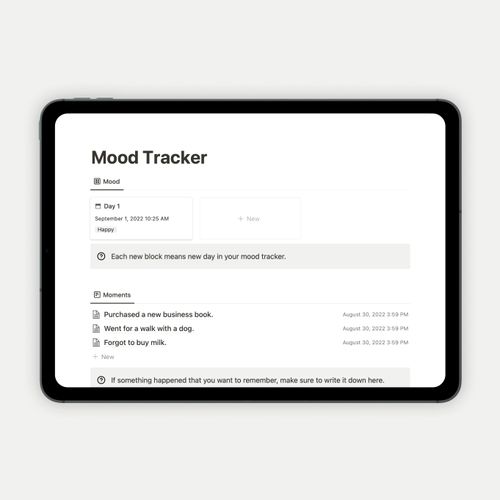 Mood Tracker
Mood
Day 1
September 1, 2022 10:25 AM
Happy
+ New
Each new block means new day in your mood tracker.
Moments
Purchased a new business book. August 30, 2022 3:59 PM
Went for a walk with a dog. August 30, 2022 3:59 PM
Forgot to buy milk. August 30, 2022 3:59 PM
+ New
If something happened that you want to remember, make sure to write it down here.